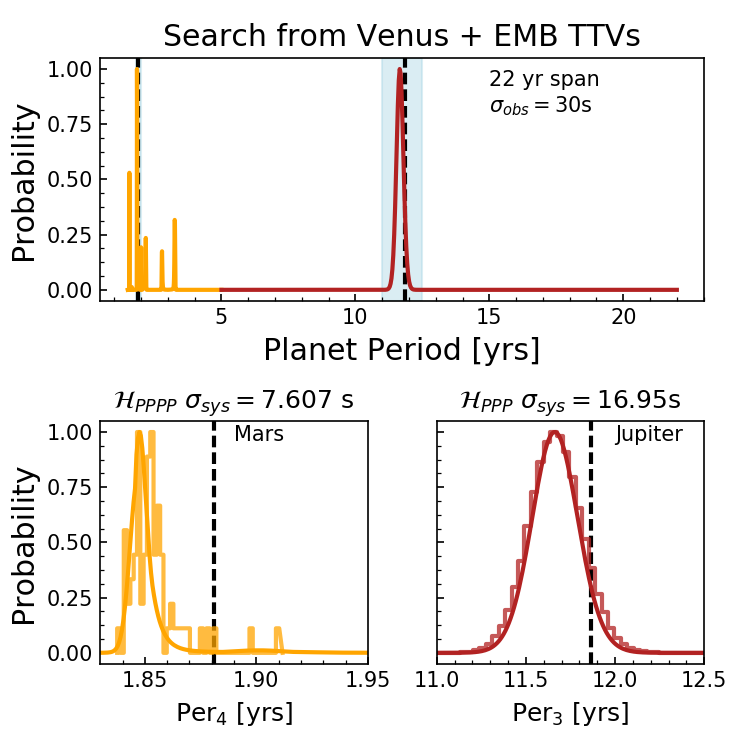 Search from Venus + EMB TTVs
22 yr span
σ_obs = 30s
Probability
1.00
0.75
0.50
0.25
0.00
5
10
15
20
Planet Period [yrs]
ℋ_PPPP σ_sys = 7.607 s
Mars
Probability
1.00
0.75
0.50
0.25
0.00
1.85
1.90
1.95
Per_4 [yrs]
ℋ_PPP σ_sys = 16.95s
Jupiter
11.0
11.5
12.0
12.5
Per_3 [yrs]